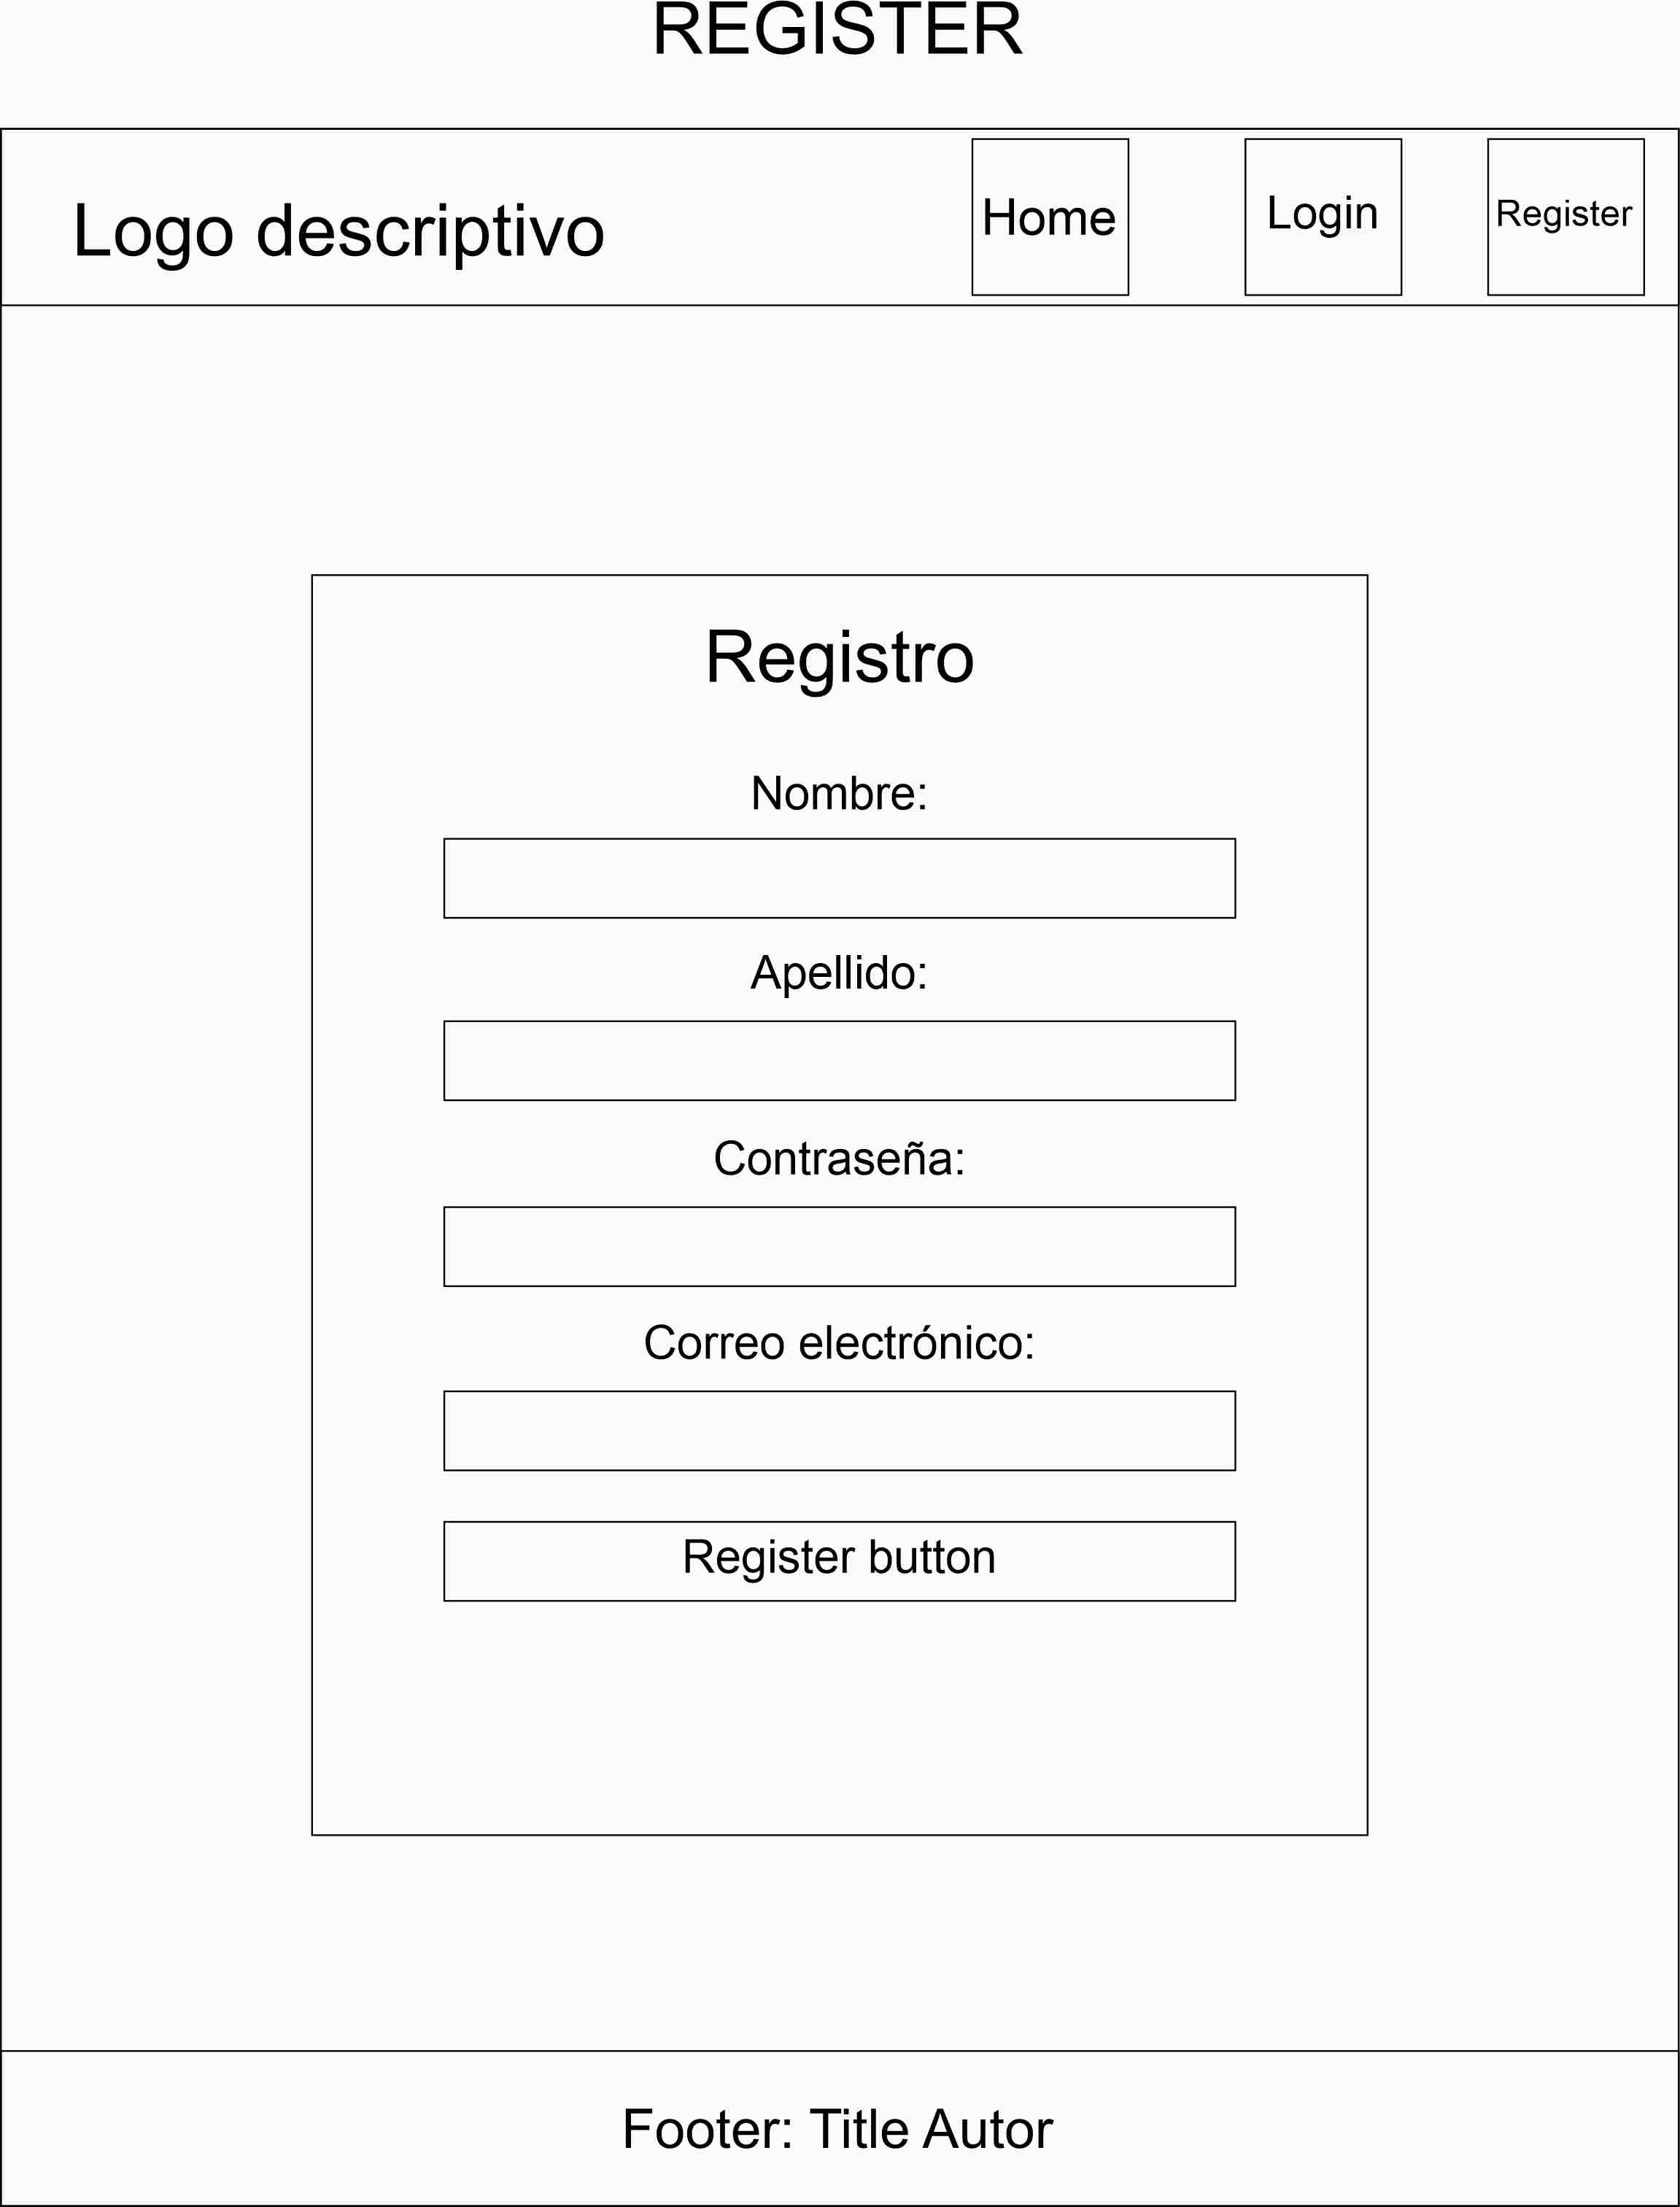 REGISTER
Logo descriptivo
Home
Login
Register
Registro
Nombre:
Apellido:
Contraseña:
Correo electrónico:
Register button
Footer: Title Autor